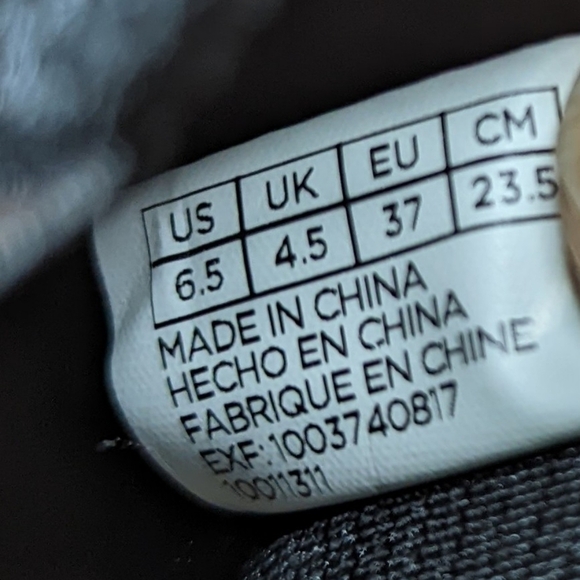 US UK EU CM
6.5 4.5 37 23.5
MADE IN CHINA
HECHO EN CHINA
FABRIQUE EN CHINE
EXF:1003740817
10011311